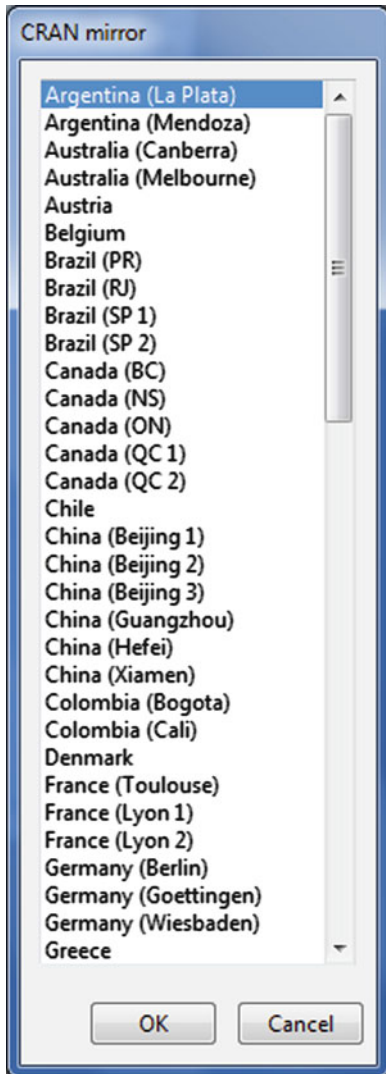 CRAN mirror
Argentina (La Plata)
Argentina (Mendoza)
Australia (Canberra)
Australia (Melbourne)
Austria
Belgium
Brazil (PR)
Brazil (RJ)
Brazil (SP 1)
Brazil (SP 2)
Canada (BC)
Canada (NS)
Canada (ON)
Canada (QC 1)
Canada (QC 2)
Chile
China (Beijing 1)
China (Beijing 2)
China (Beijing 3)
China (Guangzhou)
China (Hefei)
China (Xiamen)
Colombia (Bogota)
Colombia (Cali)
Denmark
France (Toulouse)
France (Lyon 1)
France (Lyon 2)
Germany (Berlin)
Germany (Goettingen)
Germany (Wiesbaden)
Greece
OK Cancel